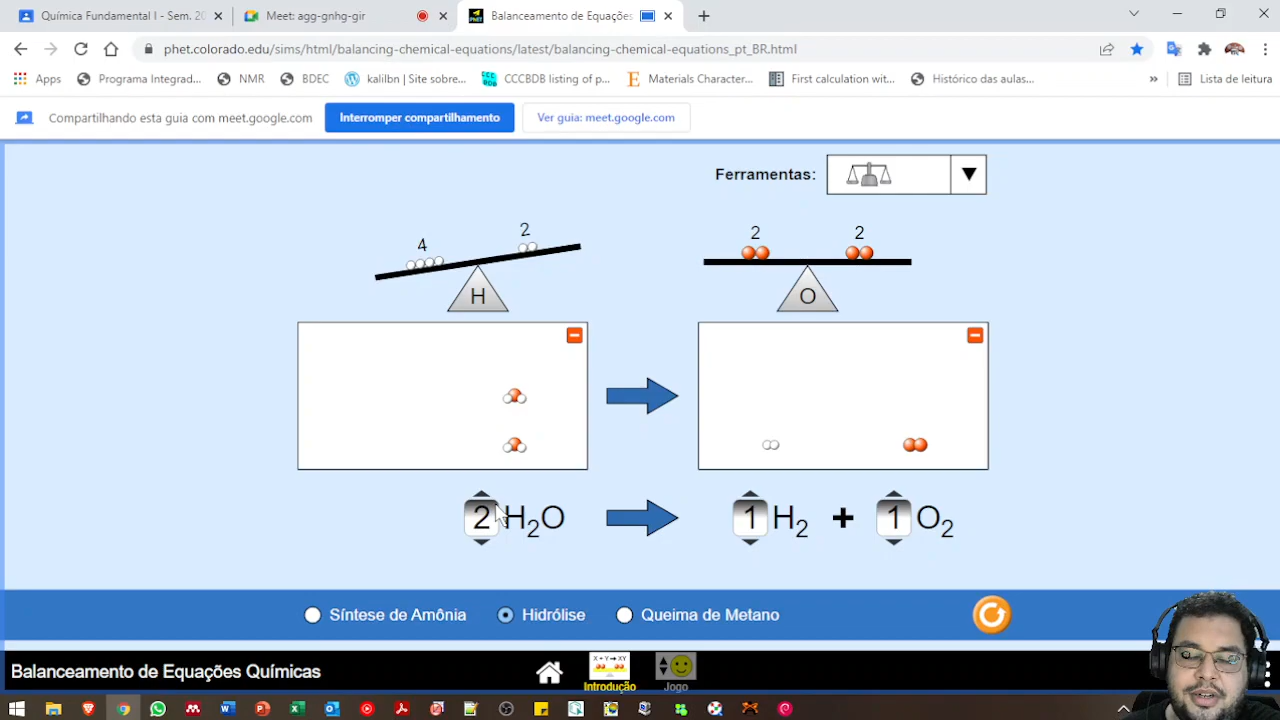 Química Fundamental I - Sem. 20
Meet: agg-gnhg-gir
Balanceamento de Equações
phet.colorado.edu/sims/html/balancing-chemical-equations/latest/balancing-chemical-equations_pt_BR.html
Apps
Programa Integrad...
NMR
BDEC
kalilbn | Site sobre...
CCCBDB listing of p...
Materials Character...
First calculation wit...
Histórico das aulas...
»
Lista de leitura
Compartilhando esta guia com meet.google.com
Interromper compartilhamento
Ver guia: meet.google.com
Ferramentas:
4 2 2 2
H O
2 H₂O 1 H₂ + 1 O₂
Síntese de Amônia Hidrólise Queima de Metano
Balanceamento de Equações Químicas
X + Y → XY
Introdução
Jogo